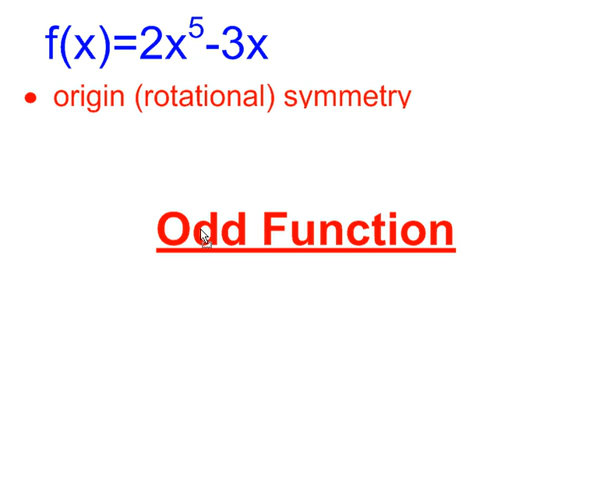 f(x)=2x⁵-3x
• origin (rotational) symmetry
Odd Function